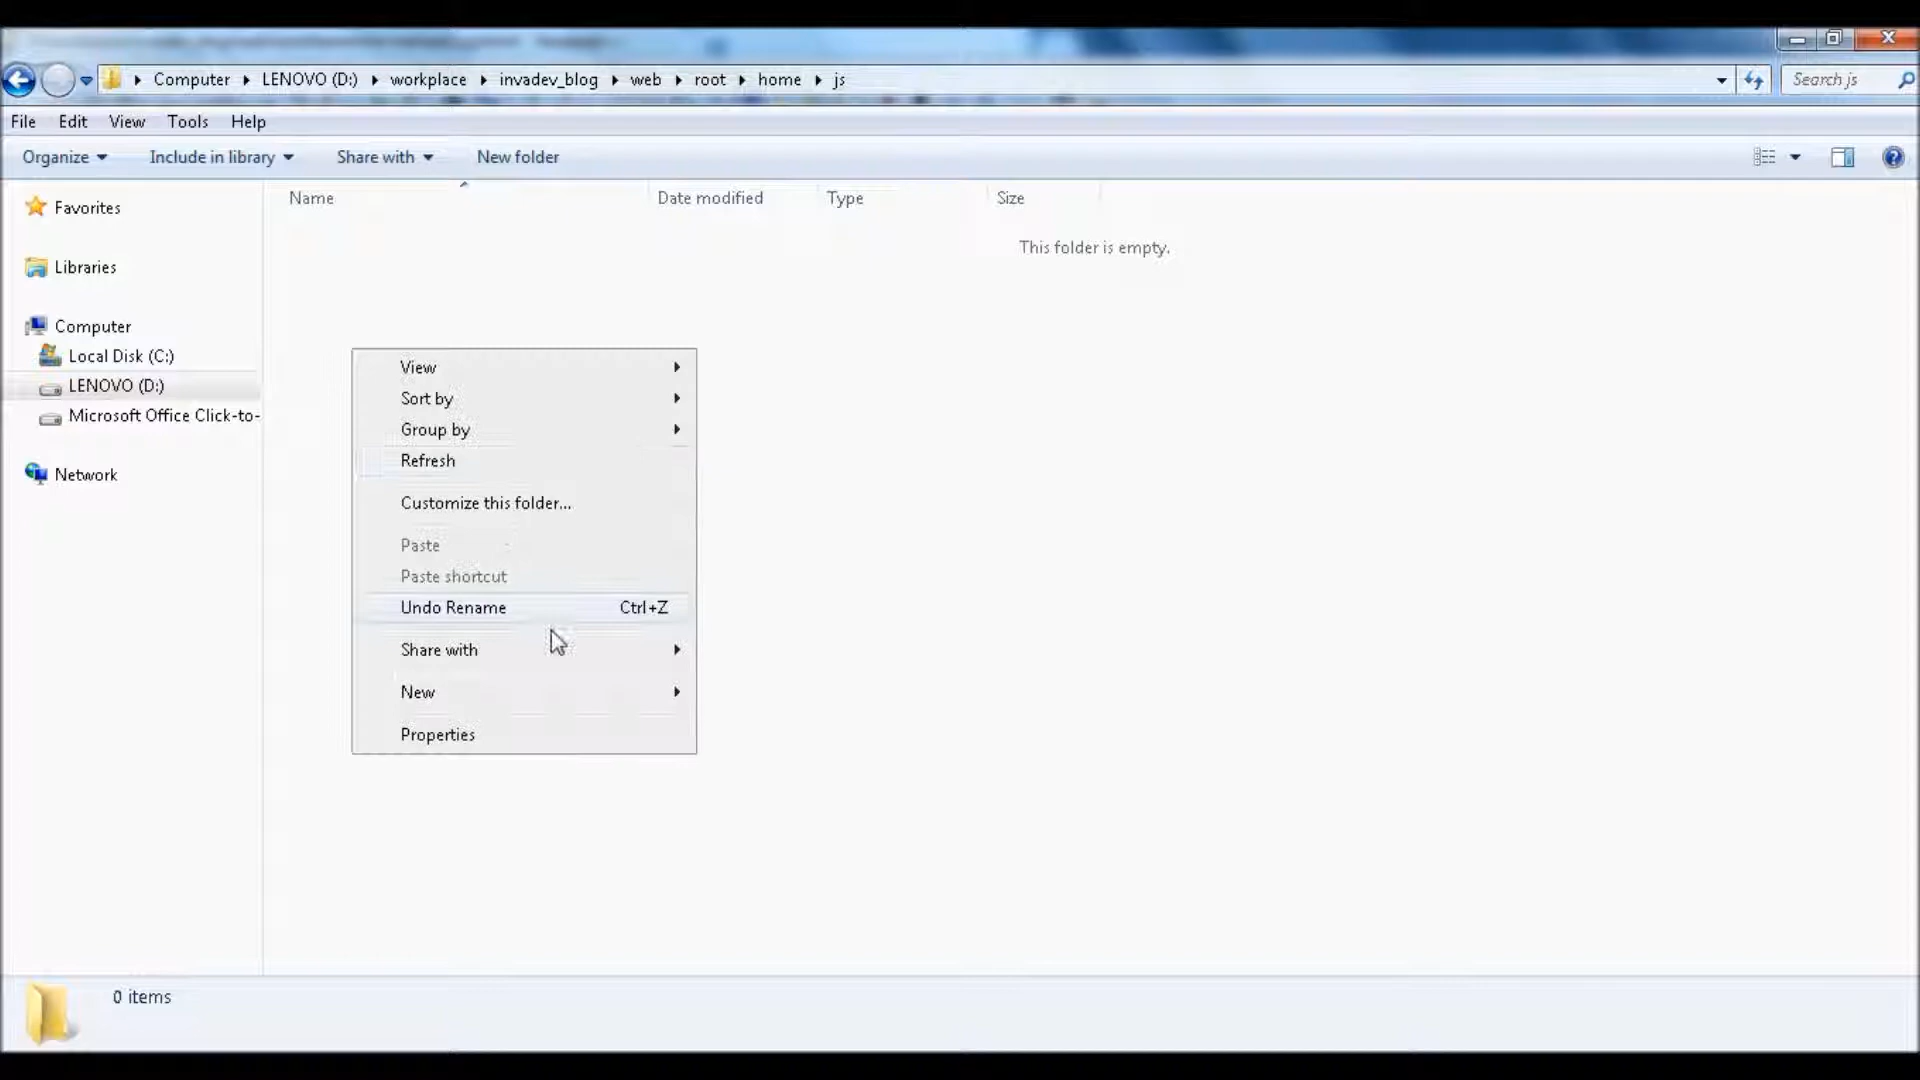 Computer LENOVO (D:) workplace invadev_blog web root home js Search js
File Edit View Tools Help
Organize Include in library Share with New folder
Favorites
Libraries
Computer
Local Disk (C:)
LENOVO (D:)
Microsoft Office Click-to-
Network
Name Date modified Type Size
This folder is empty.
View
Sort by
Group by
Refresh
Customize this folder...
Paste
Paste shortcut
Undo Rename Ctrl+Z
Share with
New
Properties
0 items